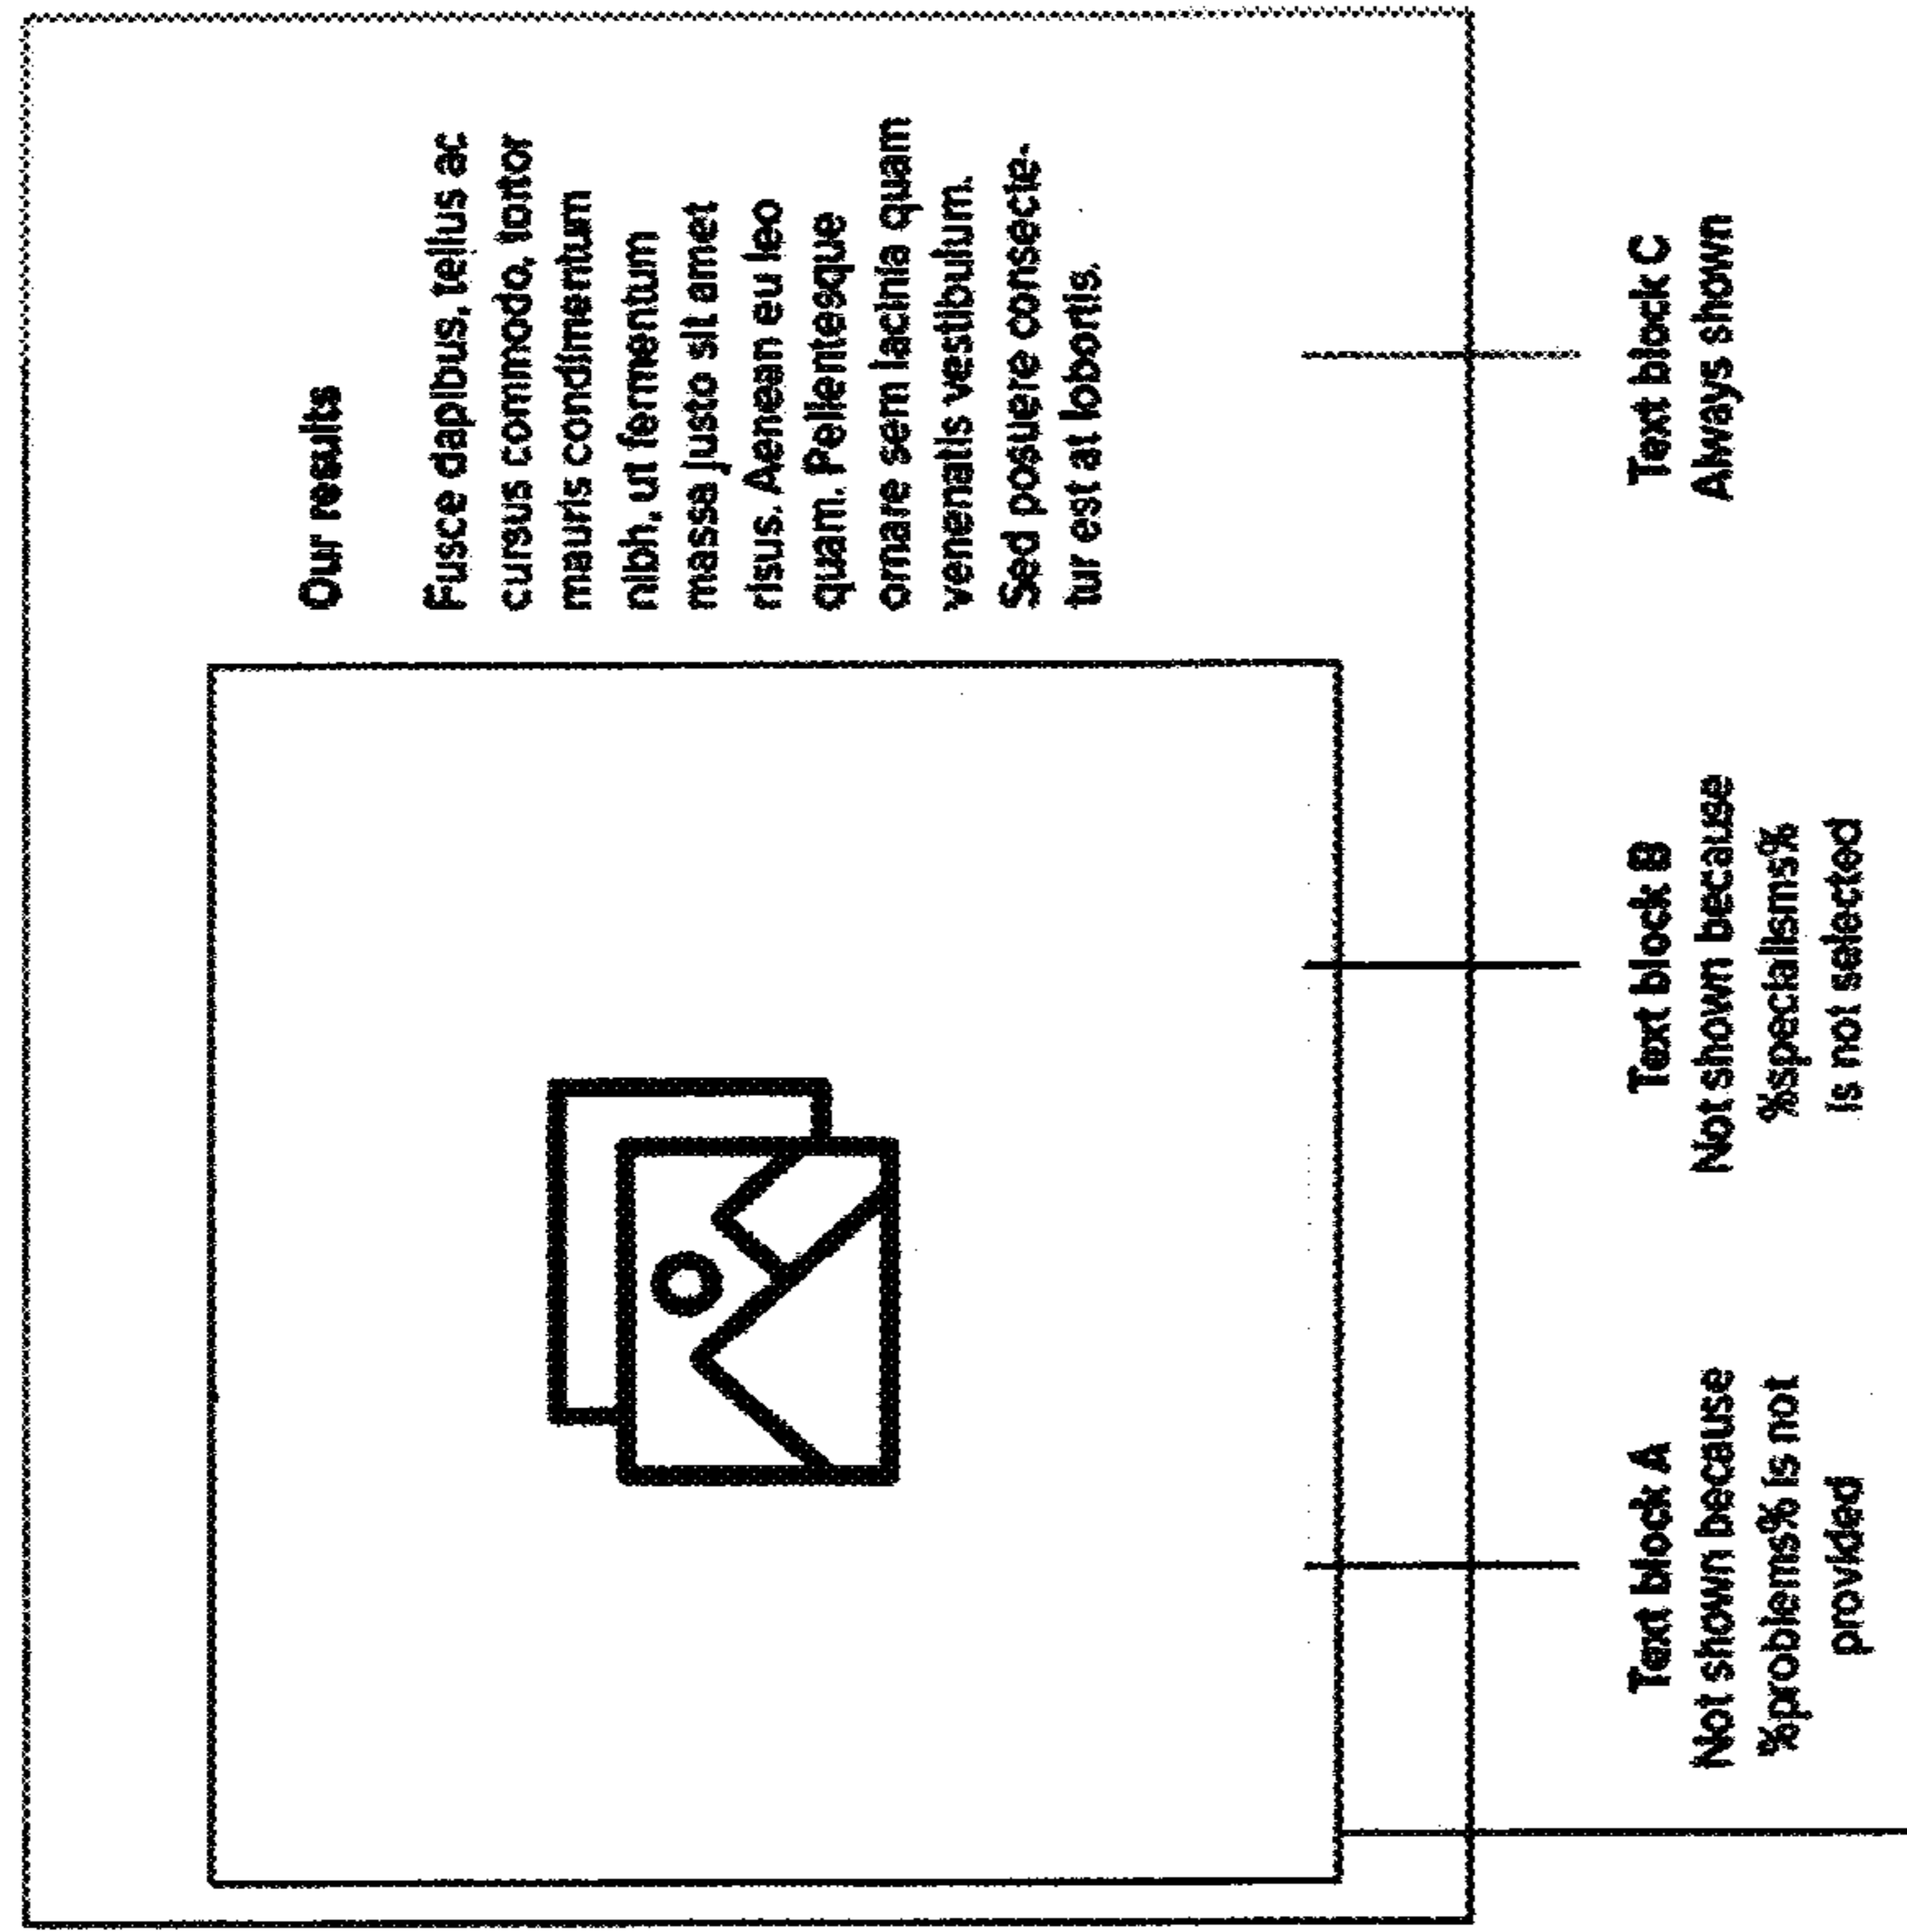 Our results
Fusce dapibus, tellus ac
cursus commodo, tortor
mauris condimentum
nibh, ut fermentum
massa justo sit amet
risus. Aenean eu leo
quam. Pellentesque
ornare sem lacinia quam
venenatis vestibulum.
Sed posuere consecte-
tur est at lobortis.
Text block A
Not shown because
%problems% is not
provided
Text block B
Not shown because
%specialisms%
is not selected
Text block C
Always shown